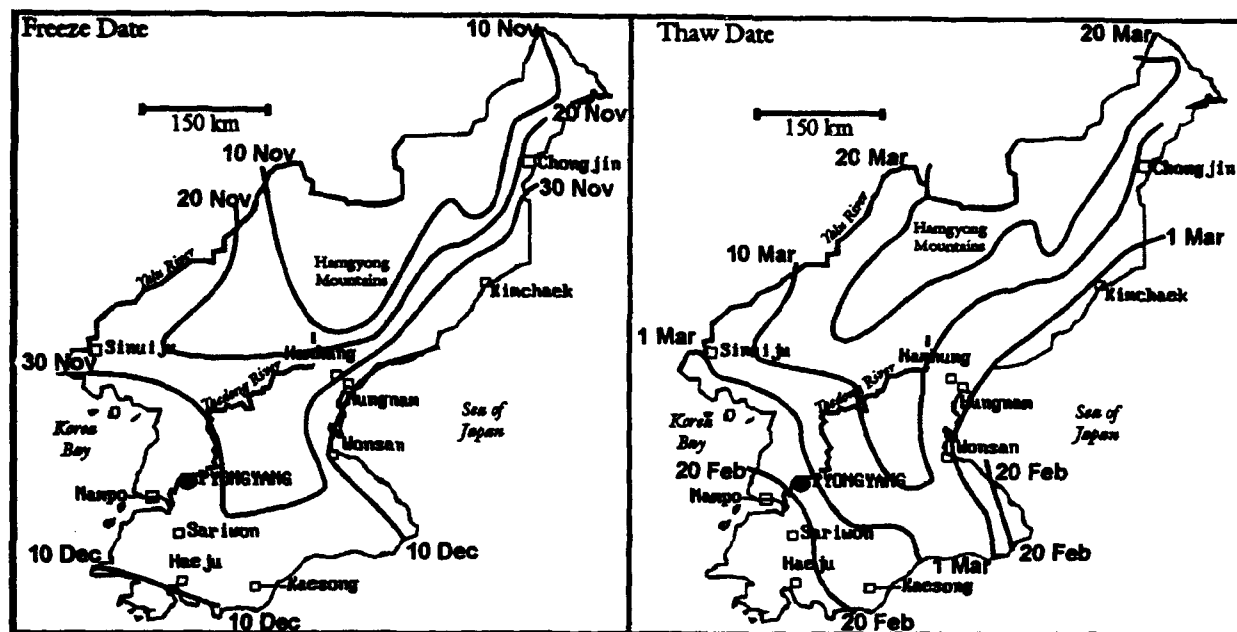 Freeze Date
10 Nov
150 km
20 Nov
10 Nov
Chongjin
30 Nov
20 Nov
Yalu River
Hamgyong
Mountains
Kimchaek
Sinuiju
Hamhung
30 Nov
Taedong River
Hungnam
Korea
Bay
Sea of
Japan
Wonsan
PYONGYANG
Nampo
Sariwon
10 Dec
Haeju
10 Dec
Kaesong
10 Dec
Thaw Date
20 Mar
150 km
20 Mar
Chongjin
Yalu River
Hamgyong
Mountains
1 Mar
10 Mar
Kimchaek
1 Mar
Sinuiju
Hamhung
Taedong River
Hungnam
Korea
Bay
Sea of
Japan
Wonsan
20 Feb
20 Feb
PYONGYANG
Nampo
Sariwon
20 Feb
Haeju
1 Mar
Kaesong
20 Feb